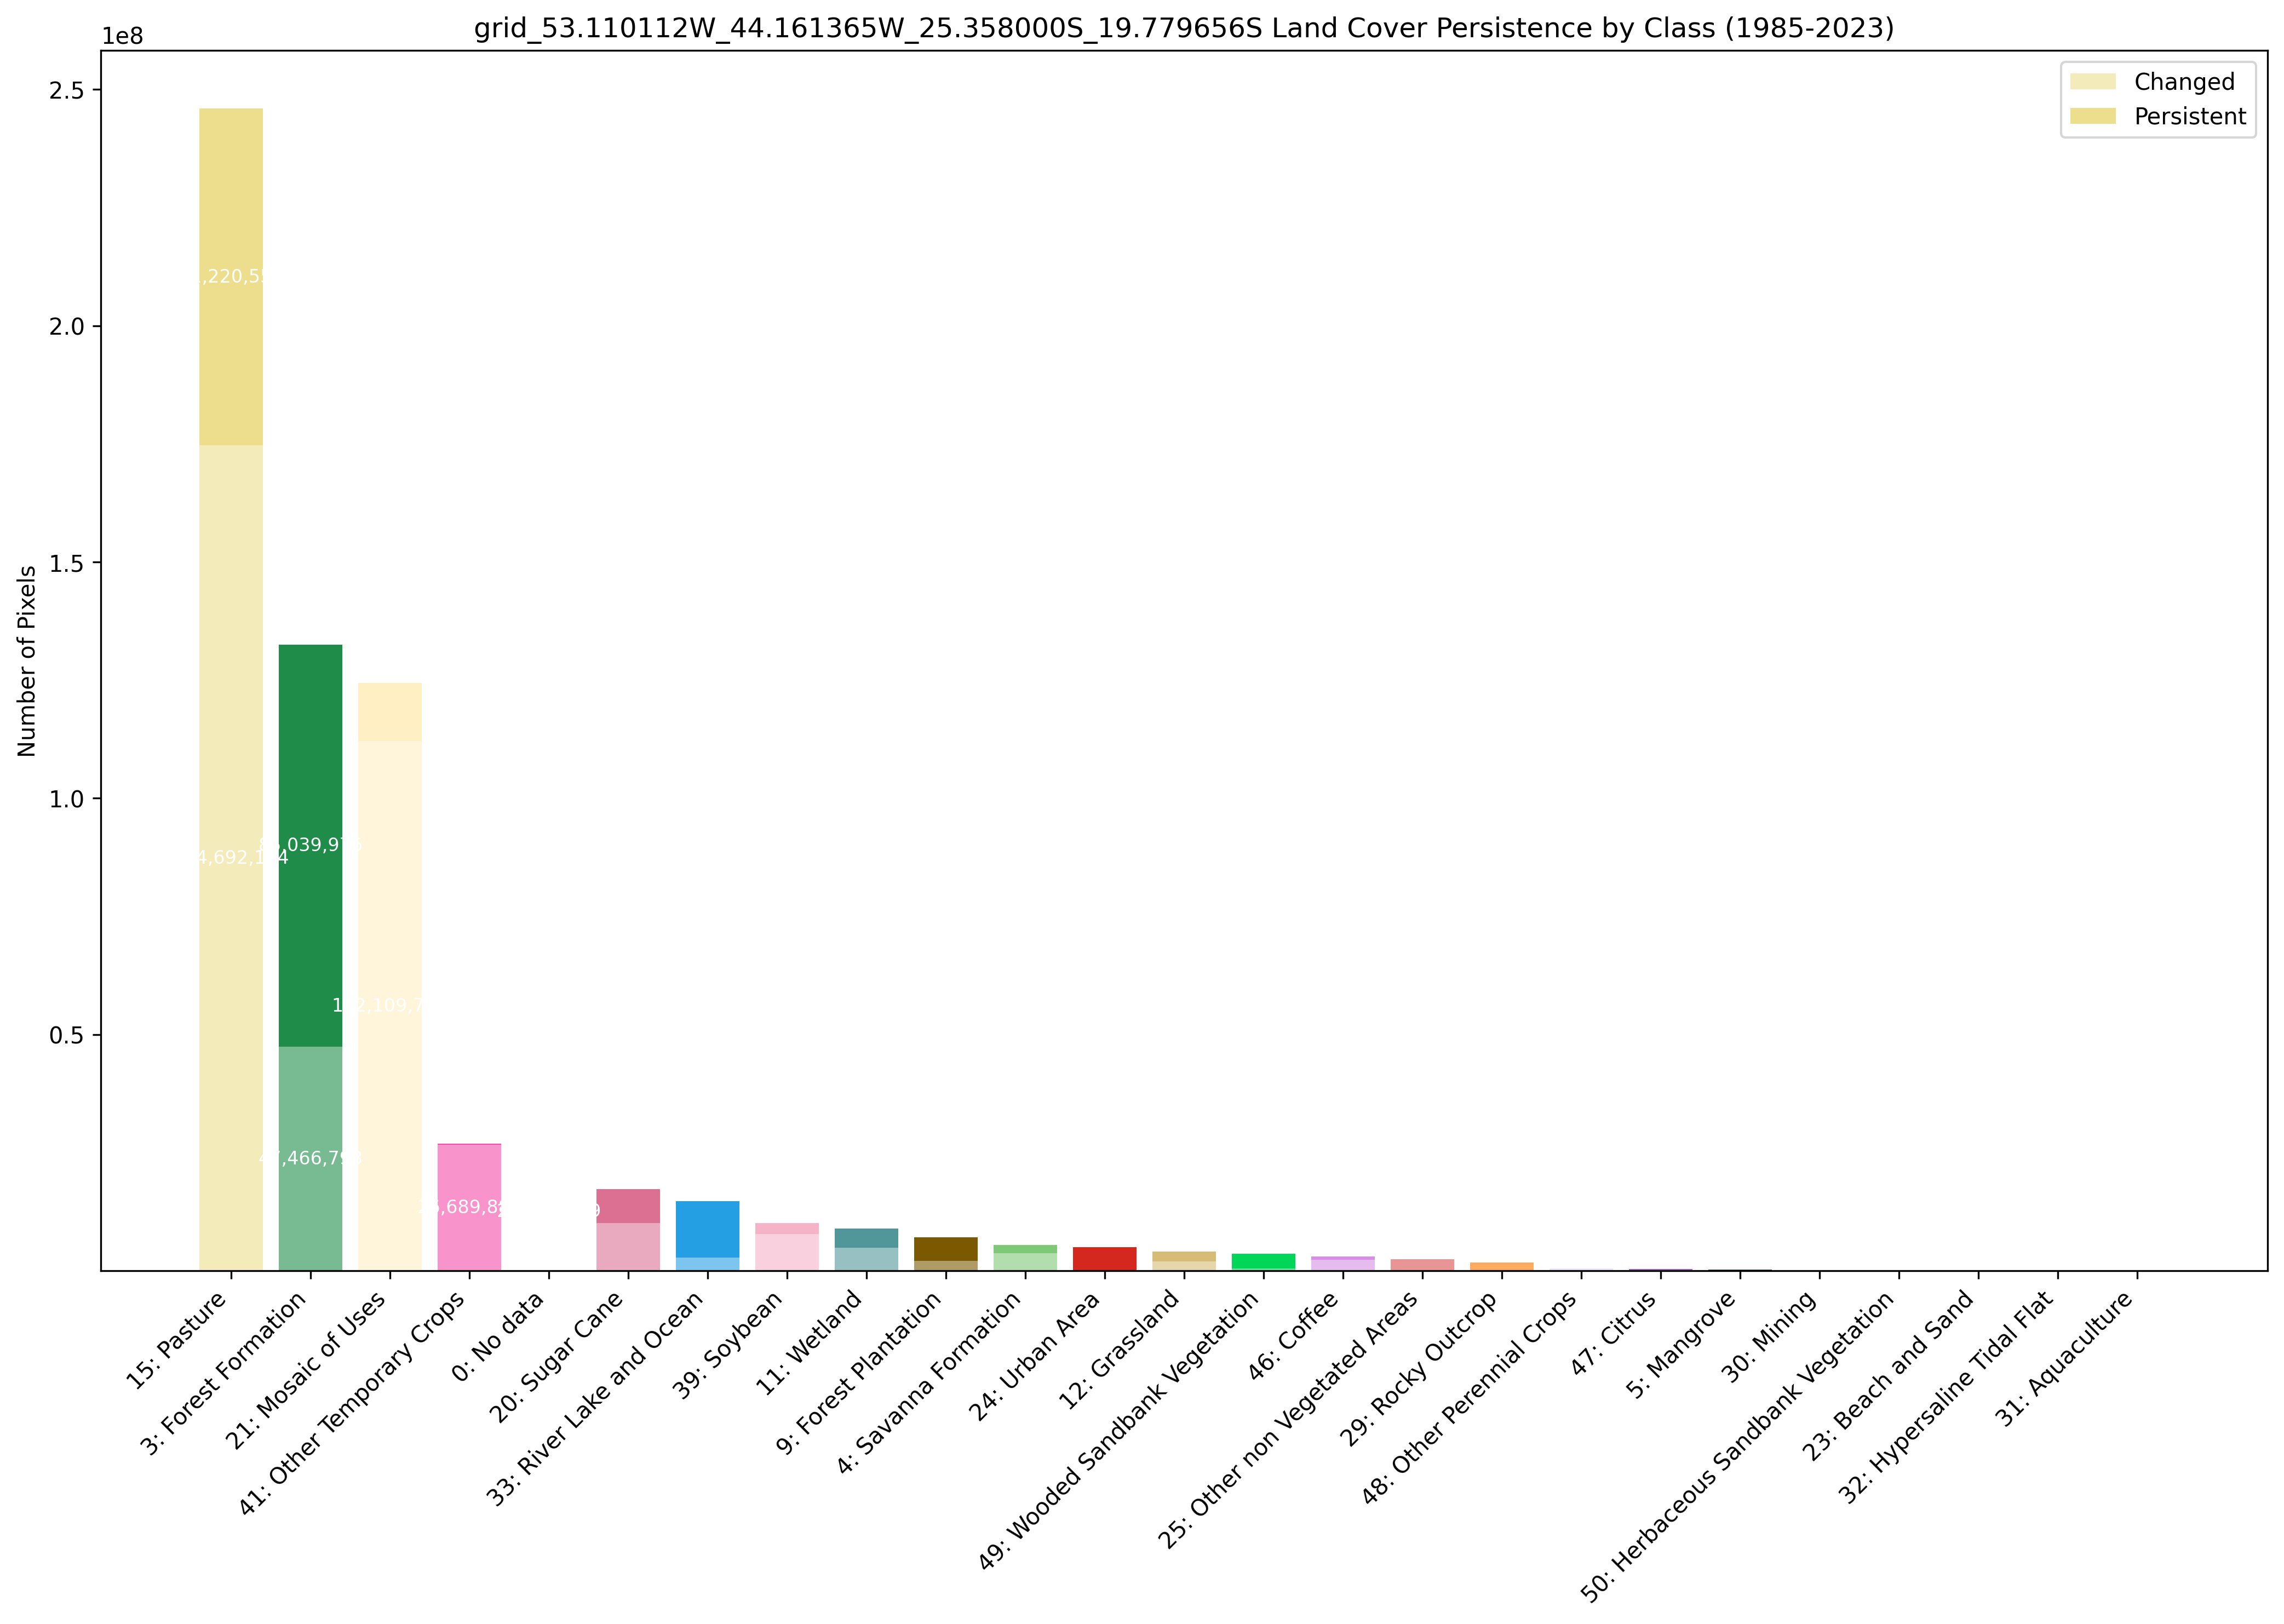 grid_53.110112W_44.161365W_25.358000S_19.779656S Land Cover Persistence by Class (1985-2023)
1e8
Changed
Persistent
2.5
2.0
1.5
1.0
0.5
Number of Pixels
15: Pasture
3: Forest Formation
21: Mosaic of Uses
41: Other Temporary Crops
0: No data
20: Sugar Cane
33: River Lake and Ocean
39: Soybean
11: Wetland
9: Forest Plantation
4: Savanna Formation
24: Urban Area
12: Grassland
49: Wooded Sandbank Vegetation
46: Coffee
25: Other non Vegetated Areas
29: Rocky Outcrop
48: Other Perennial Crops
47: Citrus
5: Mangrove
30: Mining
50: Herbaceous Sandbank Vegetation
23: Beach and Sand
32: Hypersaline Tidal Flat
31: Aquaculture